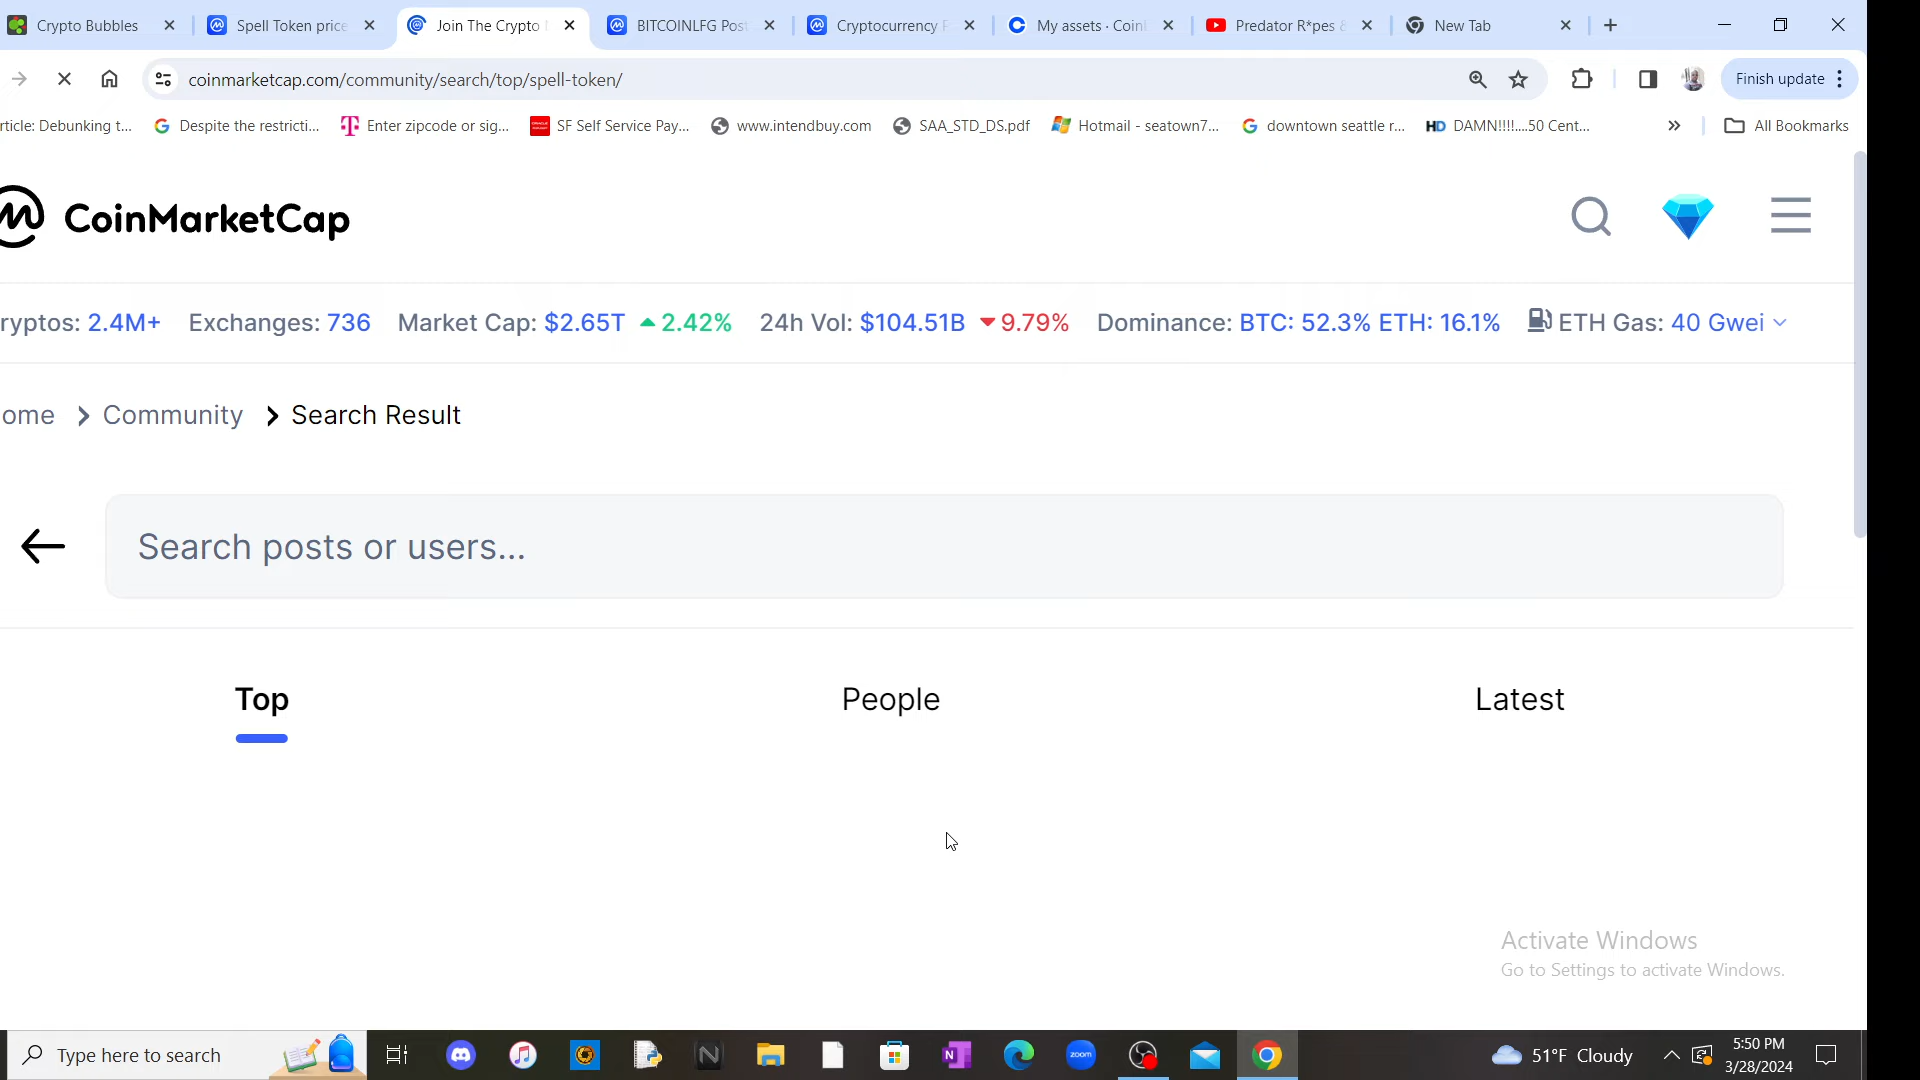 Crypto Bubbles
Spell Token price
Join The Crypto
BITCOINLFG Post
Cryptocurrency P
My assets · Coin
Predator R*pes &
New Tab
coinmarketcap.com/community/search/top/spell-token/
Finish update
rticle: Debunking t...
Despite the restricti...
Enter zipcode or sig...
SF Self Service Pay...
www.intendbuy.com
SAA_STD_DS.pdf
Hotmail - seatown7...
downtown seattle r...
HD DAMN!!!!....50 Cent...
All Bookmarks
CoinMarketCap
ryptos: 2.4M+ Exchanges: 736 Market Cap: $2.65T 2.42% 24h Vol: $104.51B 9.79% Dominance: BTC: 52.3% ETH: 16.1% ETH Gas: 40 Gwei
ome Community Search Result
Search posts or users...
Top People Latest
Activate Windows
Go to Settings to activate Windows.
Type here to search
zoom
51°F Cloudy
5:50 PM
3/28/2024